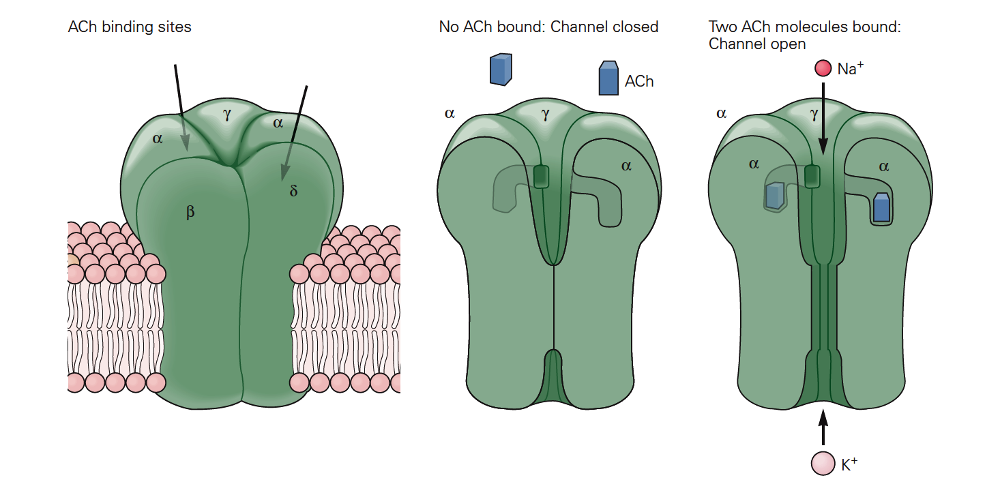 ACh binding sites
γ
α
α
δ
β
No ACh bound: Channel closed
ACh
α
γ
α
Two ACh molecules bound:
Channel open
Na⁺
α
γ
α
α
K⁺